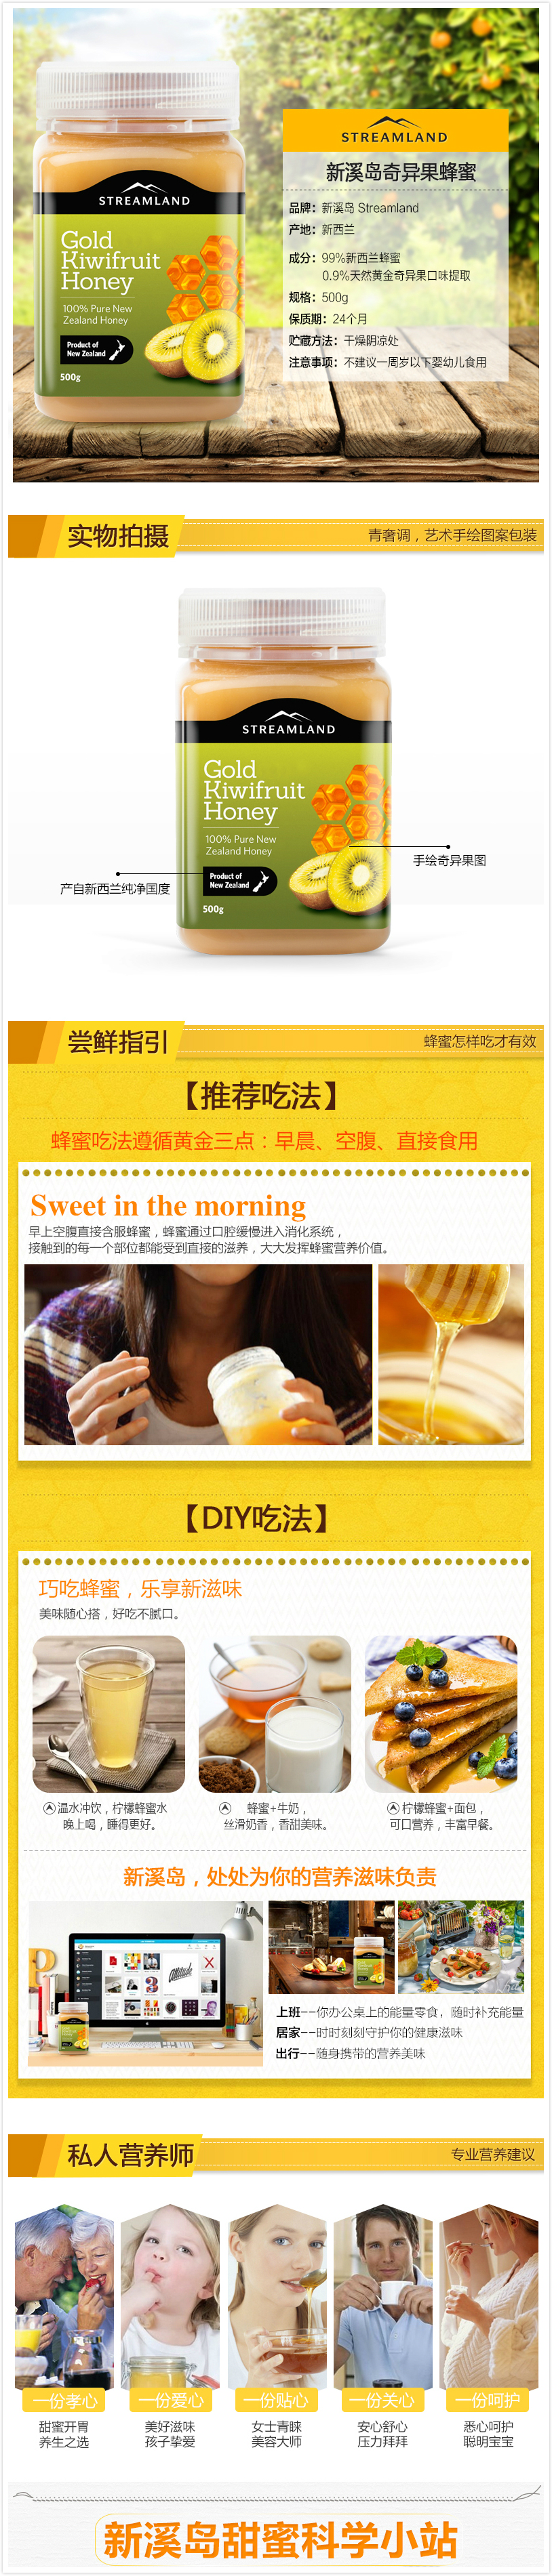 STREAMLAND
Gold
Kiwifruit
Honey
100% Pure New
Zealand Honey
Product of
New Zealand
500g
STREAMLAND
新溪岛奇异果蜂蜜
品牌：新溪岛 Streamland
产地：新西兰
成分：99%新西兰蜂蜜
0.9%天然黄金奇异果口味提取
规格：500g
保质期：24个月
贮藏方法：干燥阴凉处
注意事项：不建议一周岁以下婴幼儿食用
实物拍摄
青奢调，艺术手绘图案包装
STREAMLAND
Gold
Kiwifruit
Honey
100% Pure New
Zealand Honey
Product of
New Zealand
500g
手绘奇异果图
产自新西兰纯净国度
尝鲜指引
蜂蜜怎样吃才有效
【推荐吃法】
蜂蜜吃法遵循黄金三点：早晨、空腹、直接食用
Sweet in the morning
早上空腹直接含服蜂蜜，蜂蜜通过口腔缓慢进入消化系统，
接触到的每一个部位都能受到直接的滋养，大大发挥蜂蜜营养价值。
【DIY吃法】
巧吃蜂蜜，乐享新滋味
美味随心搭，好吃不腻口。
温水冲饮，柠檬蜂蜜水
晚上喝，睡得更好。
蜂蜜+牛奶，
丝滑奶香，香甜美味。
柠檬蜂蜜+面包，
可口营养，丰富早餐。
新溪岛，处处为你的营养滋味负责
上班--你办公桌上的能量零食，随时补充能量
居家--时时刻刻守护你的健康滋味
出行--随身携带的营养美味
私人营养师
专业营养建议
一份孝心
甜蜜开胃
养生之选
一份爱心
美好滋味
孩子挚爱
一份贴心
女士青睐
美容大师
一份关心
安心舒心
压力拜拜
一份呵护
悉心呵护
聪明宝宝
新溪岛甜蜜科学小站